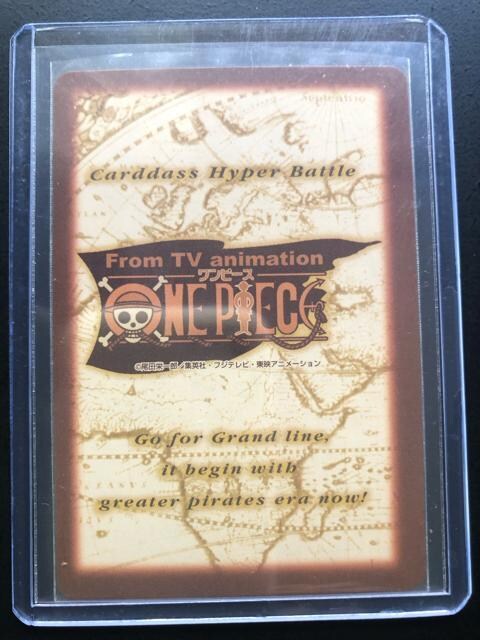 Septentrio
Carddass Hyper Battle
From TV animation
ワンピース
ONE PIECE
©尾田栄一郎／集英社・フジテレビ・東映アニメーション
Go for Grand line,
it begin with
greater pirates era now!